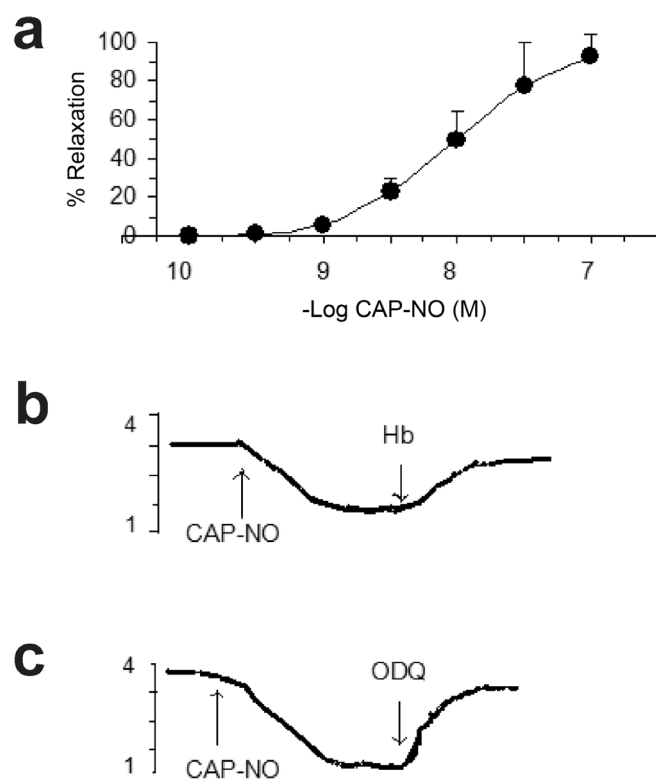 a
100
80
60
40
20
0
% Relaxation
10 9 8 7
-Log CAP-NO (M)
b
4
1
Hb
CAP-NO
c
4
1
ODQ
CAP-NO